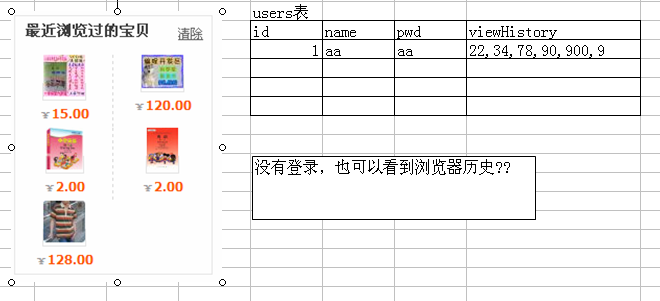 最近浏览过的宝贝 清除
￥15.00 ￥120.00
￥2.00 ￥2.00
￥128.00
users表
id name pwd viewHistory
1 aa aa 22,34,78,90,900,9
没有登录，也可以看到浏览器历史??